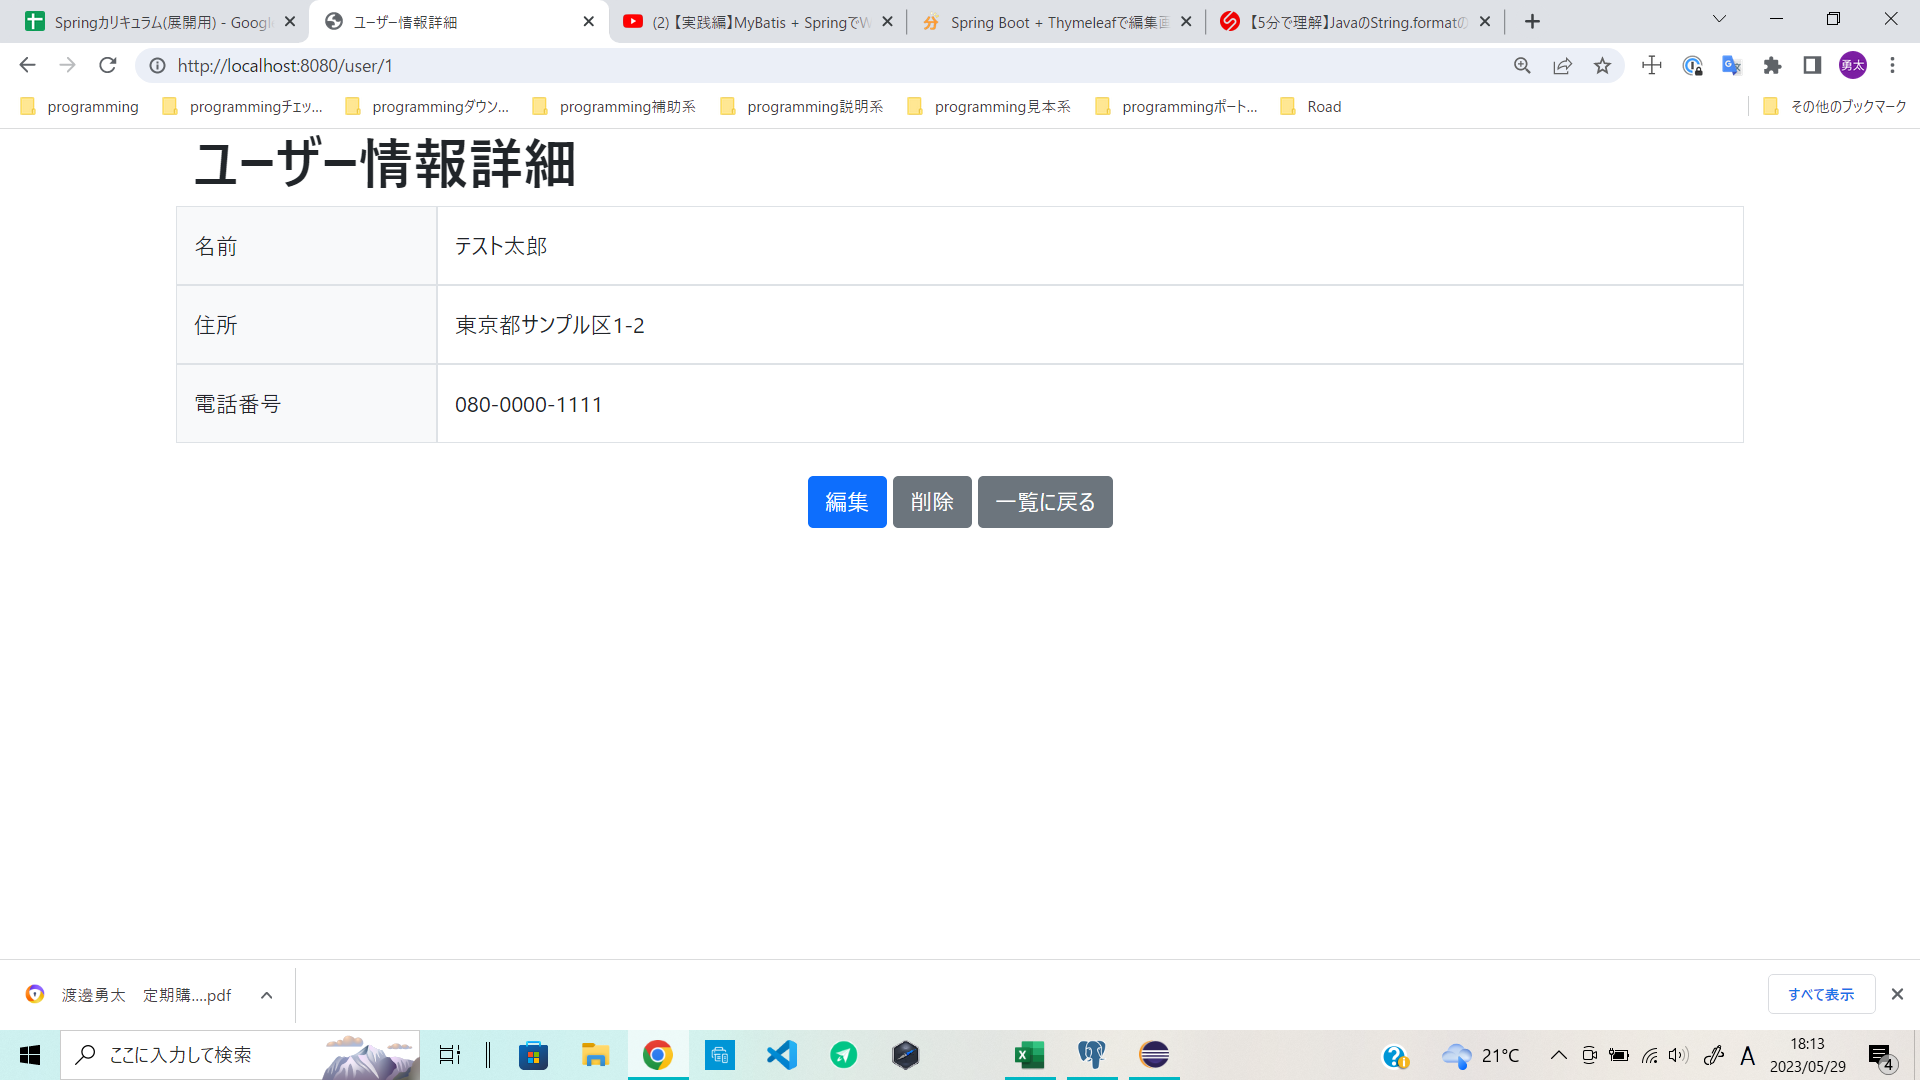 Springカリキュラム(展開用) - Googl
ユーザー情報詳細
(2) 【実践編】MyBatis + SpringでW
Spring Boot + Thymeleafで編集画
【5分で理解】JavaのString.formatの
http://localhost:8080/user/1
勇太
programming
programmingチェッ...
programmingダウン...
programming補助系
programming説明系
programming見本系
programmingポート...
Road
その他のブックマーク
ユーザー情報詳細
名前 テスト太郎
住所 東京都サンプル区1-2
電話番号 080-0000-1111
編集 削除 一覧に戻る
渡邊勇太 定期購....pdf
すべて表示
ここに入力して検索
21°C
A
18:13
2023/05/29
4